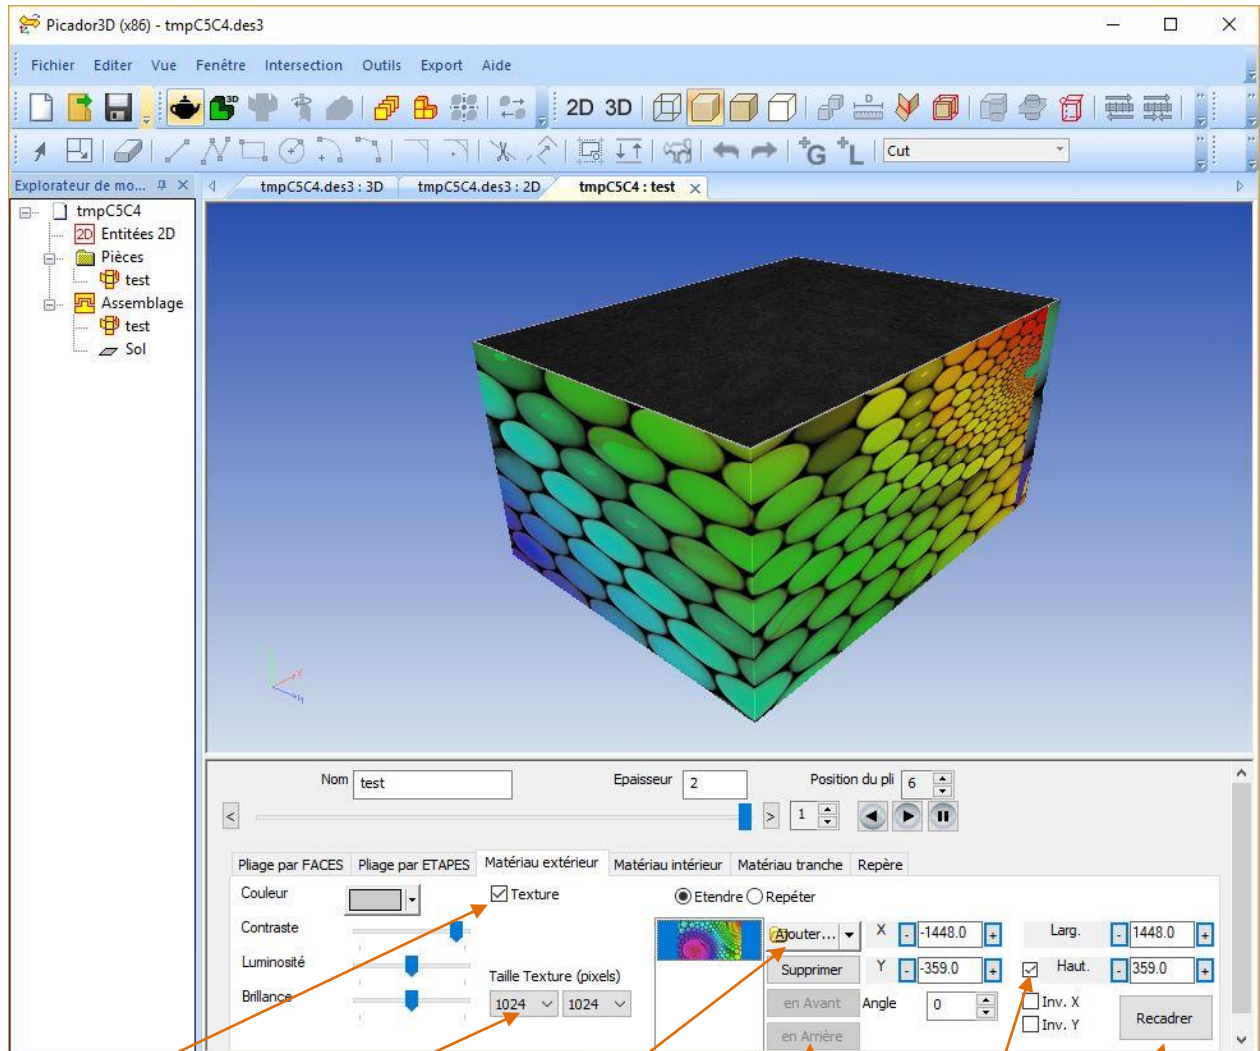 Picador3D (x86) - tmpC5C4.des3
Fichier Editer Vue Fenêtre Intersection Outils Export Aide
3D 2D 3D D
+G +L Cut
Explorateur de mo... tmpC5C4.des3 : 3D tmpC5C4.des3 : 2D tmpC5C4 : test
tmpC5C4
2D Entitées 2D
Pièces
test
Assemblage
test
Sol
Nom test Epaisseur 2 Position du pli 6
< > 1
Pliage par FACES Pliage par ETAPES Matériau extérieur Matériau intérieur Matériau tranche Repère
Couleur Texture Etendre Repéter
Contraste Ajouter... X - -1448.0 + Larg. - 1448.0 +
Luminosité Taille Texture (pixels) Supprimer Y - -359.0 + Haut. - 359.0 +
Brillance 1024 1024 en Avant Angle 0 Inv. X Recadrer
en Arrière Inv. Y